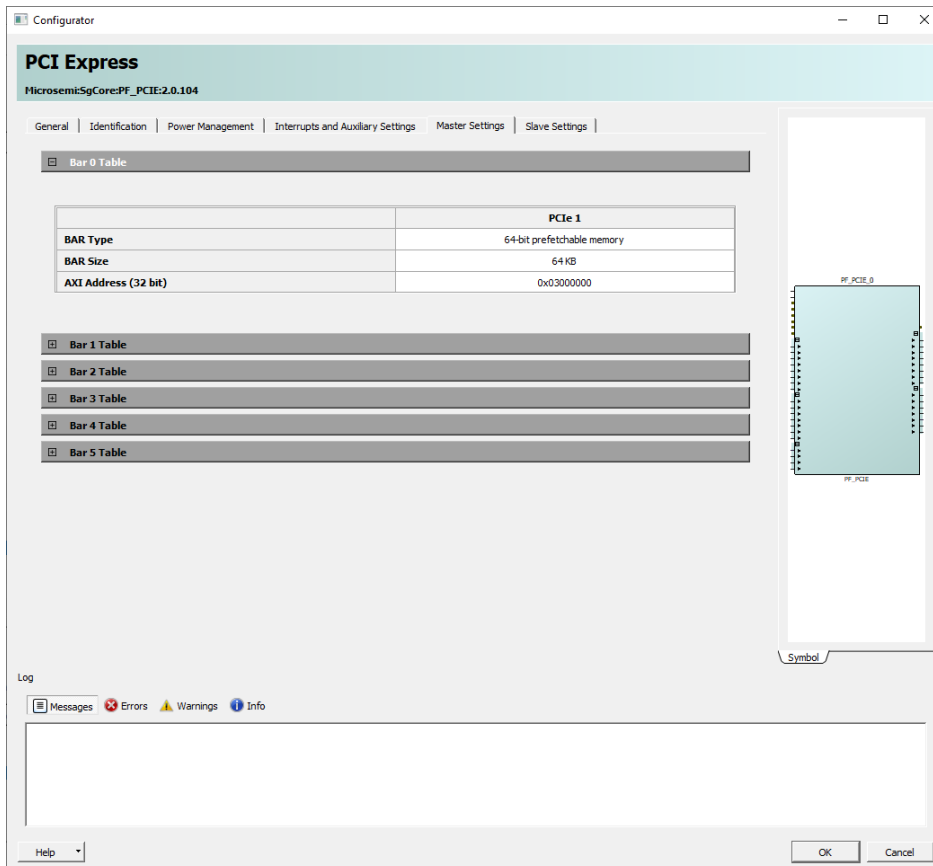 Configurator
PCI Express
Microsemi:SgCore:PF_PCIE:2.0.104
General Identification Power Management Interrupts and Auxiliary Settings Master Settings Slave Settings
Bar 0 Table
PCIe 1
BAR Type 64-bit prefetchable memory
BAR Size 64 KB
AXI Address (32 bit) 0x03000000
Bar 1 Table
Bar 2 Table
Bar 3 Table
Bar 4 Table
Bar 5 Table
PF_PCIE_0
PF_PCIE
Symbol
Log
Messages Errors Warnings Info
Help OK Cancel